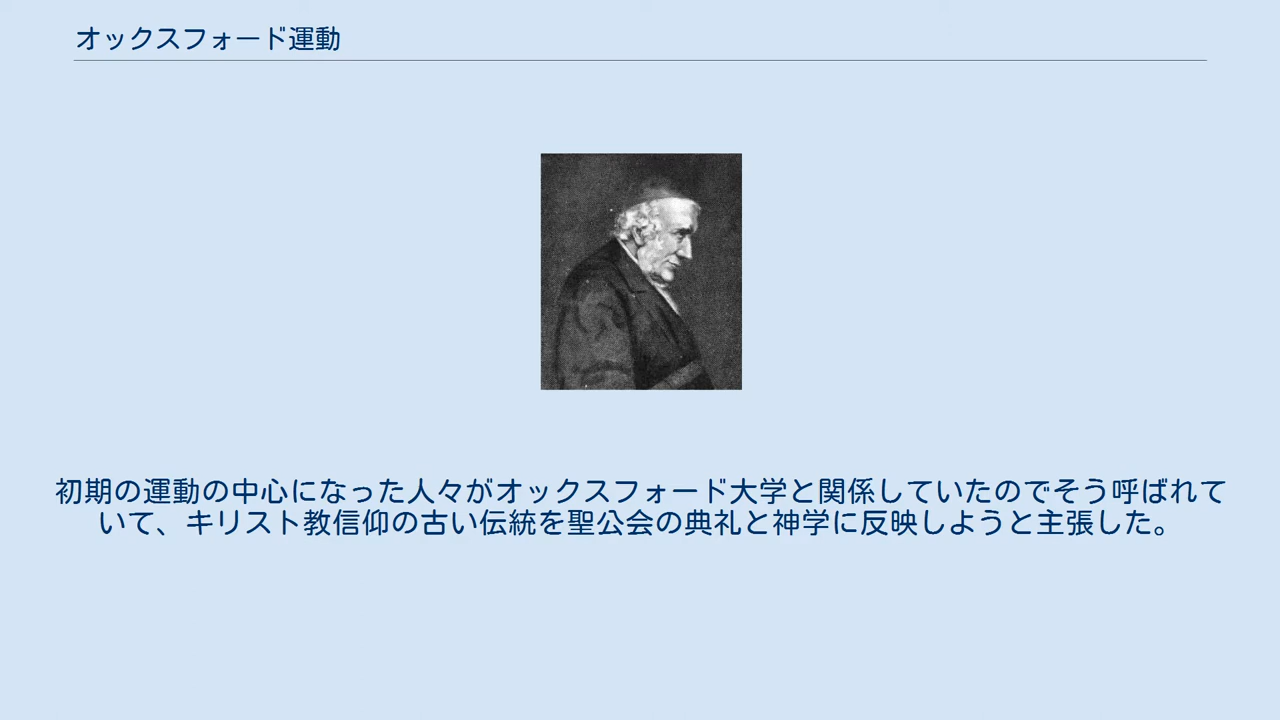 オックスフォード運動
初期の運動の中心になった人々がオックスフォード大学と関係していたのでそう呼ばれて
いて、キリスト教信仰の古い伝統を聖公会の典礼と神学に反映しようと主張した。